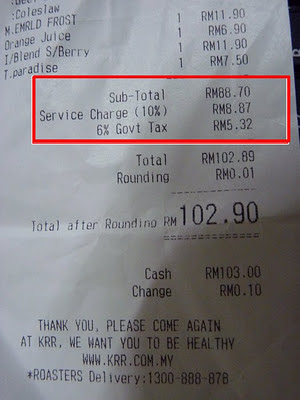 :Coleslaw
M.EMRLD FROST 1 RM11.90
Orange Juice 1 RM6.90
I/Blend S/Berry 1 RM11.90
T.paradise 1 RM7.50
Sub-Total RM88.70
Service Charge (10%) RM8.87
6% Govt Tax RM5.32
Total RM102.89
Rounding RM0.01
Total after Rounding RM 102.90
Cash RM103.00
Change RM0.10
THANK YOU, PLEASE COME AGAIN
AT KRR, WE WANT YOU TO BE HEALTHY
WWW.KRR.COM.MY
*ROASTERS Delivery:1300-888-878